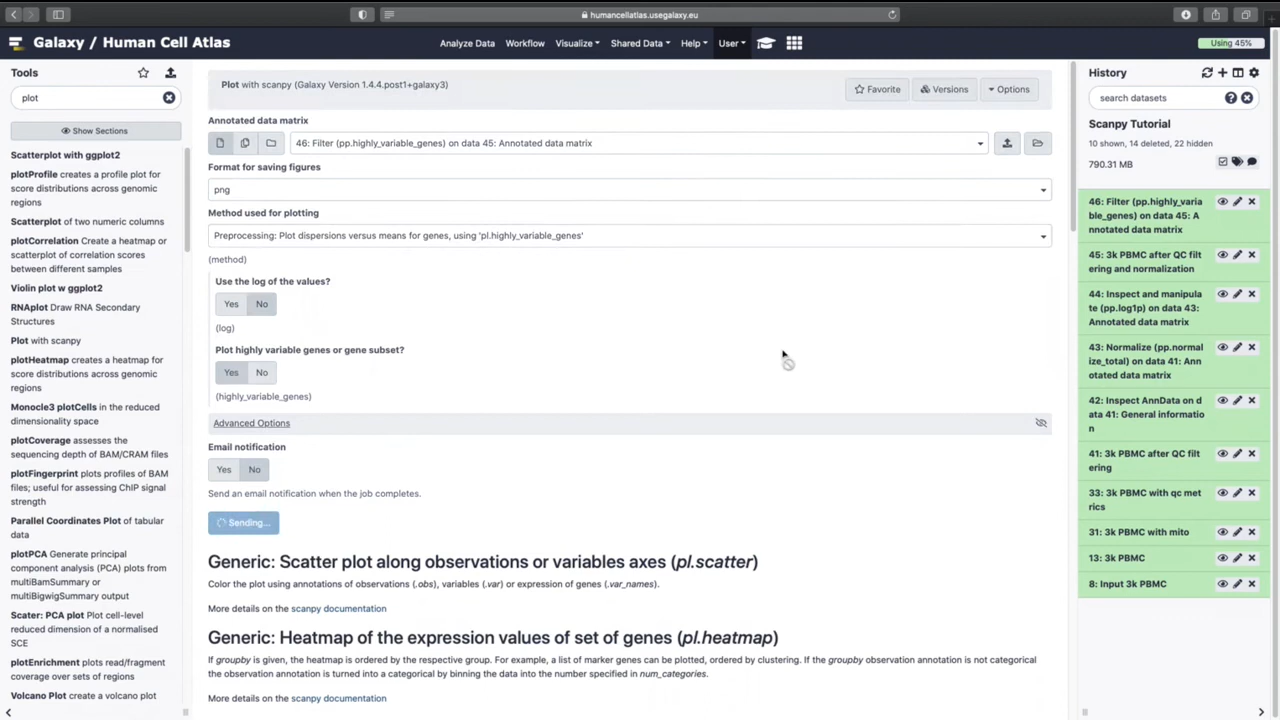 humancellatlas.usegalaxy.eu
Galaxy / Human Cell Atlas
Analyze Data
Workflow
Visualize
Shared Data
Help
User
Using 45%
Tools
plot
Show Sections
Scatterplot with ggplot2
plotProfile creates a profile plot for
score distributions across genomic
regions
Scatterplot of two numeric columns
plotCorrelation Create a heatmap or
scatterplot of correlation scores
between different samples
Violin plot w ggplot2
RNAplot Draw RNA Secondary
Structures
Plot with scanpy
plotHeatmap creates a heatmap for
score distributions across genomic
regions
Monocle3 plotCells in the reduced
dimensionality space
plotCoverage assesses the
sequencing depth of BAM/CRAM files
plotFingerprint plots profiles of BAM
files; useful for assessing ChIP signal
strength
Parallel Coordinates Plot of tabular
data
plotPCA Generate principal
component analysis (PCA) plots from
multiBamSummary or
multiBigwigSummary output
Scater: PCA plot Plot cell-level
reduced dimension of a normalised
SCE
plotEnrichment plots read/fragment
coverage over sets of regions
Volcano Plot create a volcano plot
Plot with scanpy (Galaxy Version 1.4.4.post1+galaxy3)
Favorite
Versions
Options
Annotated data matrix
46: Filter (pp.highly_variable_genes) on data 45: Annotated data matrix
Format for saving figures
png
Method used for plotting
Preprocessing: Plot dispersions versus means for genes, using 'pl.highly_variable_genes'
(method)
Use the log of the values?
Yes No
(log)
Plot highly variable genes or gene subset?
Yes No
(highly_variable_genes)
Advanced Options
Email notification
Yes No
Send an email notification when the job completes.
Sending...
Generic: Scatter plot along observations or variables axes (pl.scatter)
Color the plot using annotations of observations (.obs), variables (.var) or expression of genes (.var_names).
More details on the scanpy documentation
Generic: Heatmap of the expression values of set of genes (pl.heatmap)
If groupby is given, the heatmap is ordered by the respective group. For example, a list of marker genes can be plotted, ordered by clustering. If the groupby observation annotation is not categorical
the observation annotation is turned into a categorical by binning the data into the number specified in num_categories.
More details on the scanpy documentation
History
search datasets
Scanpy Tutorial
10 shown, 14 deleted, 22 hidden
790.31 MB
46: Filter (pp.highly_varia
ble_genes) on data 45: A
nnotated data matrix
45: 3k PBMC after QC filt
ering and normalization
44: Inspect and manipula
te (pp.log1p) on data 43:
Annotated data matrix
43: Normalize (pp.normal
ize_total) on data 41: Ann
otated data matrix
42: Inspect AnnData on d
ata 41: General informatio
n
41: 3k PBMC after QC filt
ering
33: 3k PBMC with qc met
rics
31: 3k PBMC with mito
13: 3k PBMC
8: Input 3k PBMC